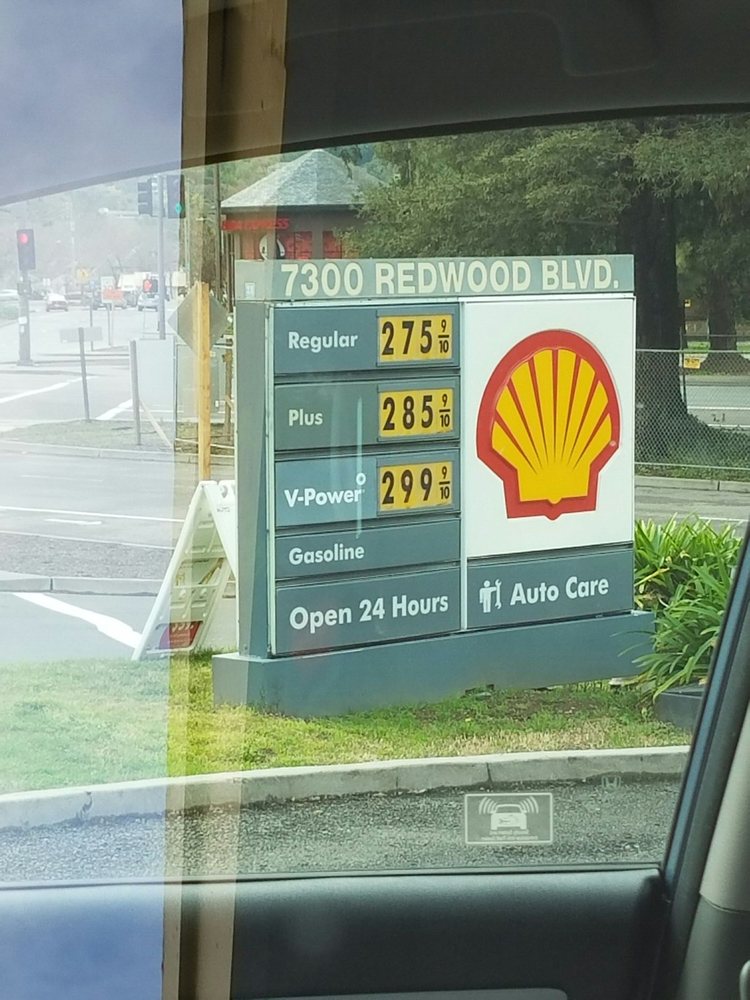 7300 REDWOOD BLVD.
Regular 275 9/10
Plus 285 9/10
V-Power 299 9/10
Gasoline
Open 24 Hours
Auto Care